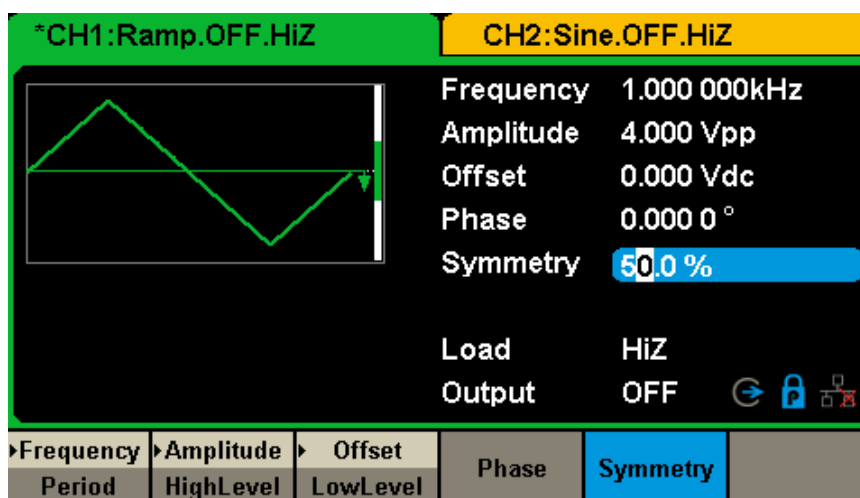 *CH1:Ramp.OFF.HiZ
CH2:Sine.OFF.HiZ
Frequency 1.000 000kHz
Amplitude 4.000 Vpp
Offset 0.000 Vdc
Phase 0.000 0 °
Symmetry 50.0 %
Load HiZ
Output OFF P
Frequency Amplitude Offset Phase Symmetry
Period HighLevel LowLevel